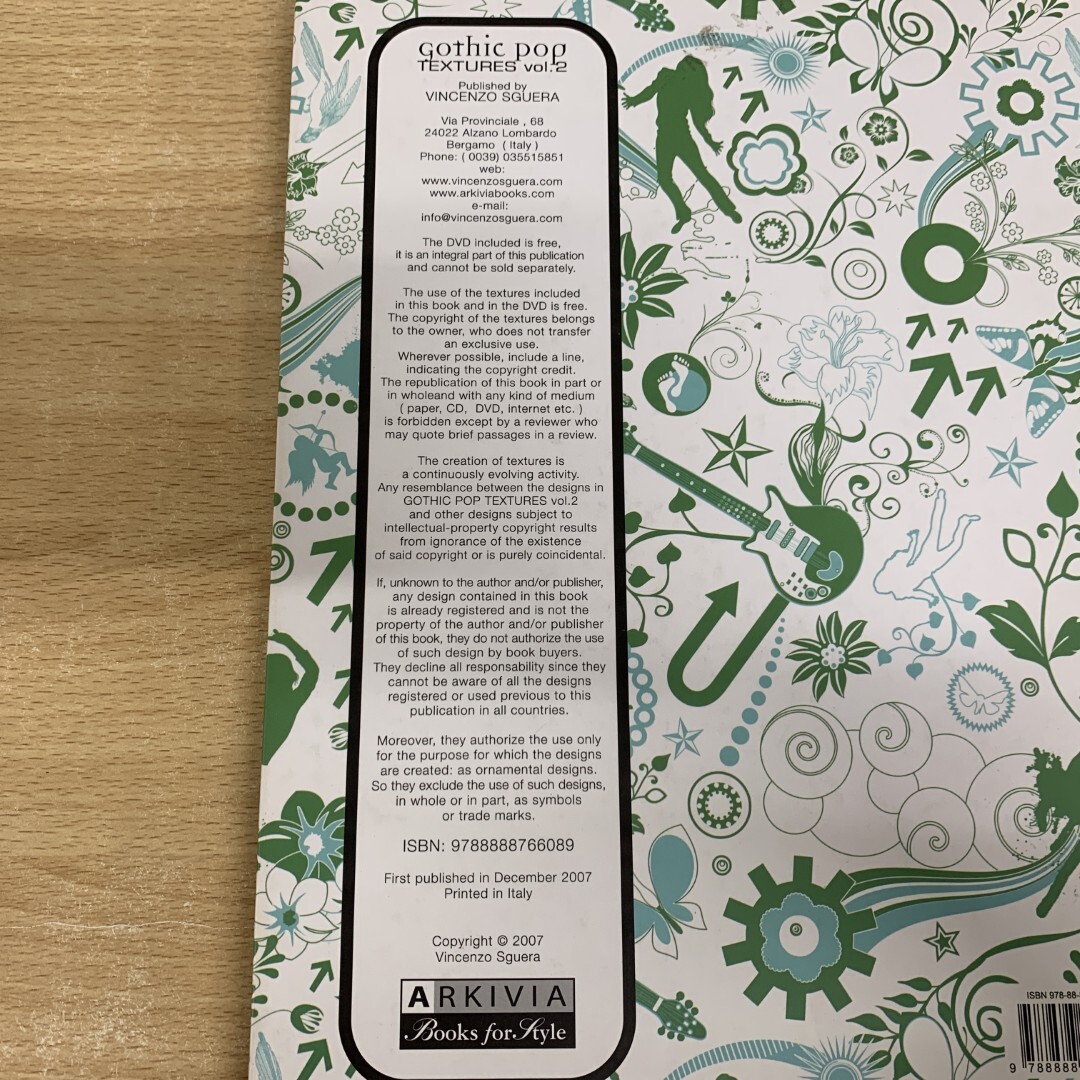 gothic pop
TEXTURES vol.2
Published by
VINCENZO SGUERA
Via Provinciale , 68
24022 Alzano Lombardo
Bergamo ( Italy )
Phone: ( 0039) 035515851
web:
www.vincenzosguera.com
www.arkiviabooks.com
e-mail:
info@vincenzosguera.com
The DVD included is free,
it is an integral part of this publication
and cannot be sold separately.
The use of the textures included
in this book and in the DVD is free.
The copyright of the textures belongs
to the owner, who does not transfer
an exclusive use.
Wherever possible, include a line,
indicating the copyright credit.
The republication of this book in part or
in wholeand with any kind of medium
( paper, CD, DVD, internet etc. )
is forbidden except by a reviewer who
may quote brief passages in a review.
The creation of textures is
a continuously evolving activity.
Any resemblance between the designs in
GOTHIC POP TEXTURES vol.2
and other designs subject to
intellectual-property copyright results
from ignorance of the existence
of said copyright or is purely coincidental.
If, unknown to the author and/or publisher,
any design contained in this book
is already registered and is not the
property of the author and/or publisher
of this book, they do not authorize the use
of such design by book buyers.
They decline all responsability since they
cannot be aware of all the designs
registered or used previous to this
publication in all countries.
Moreover, they authorize the use only
for the purpose for which the designs
are created: as ornamental designs.
So they exclude the use of such designs,
in whole or in part, as symbols
or trade marks.
ISBN: 9788888766089
First published in December 2007
Printed in Italy
Copyright © 2007
Vincenzo Sguera
ARKIVIA
Books for Style
ISBN 978-88-
9 788888